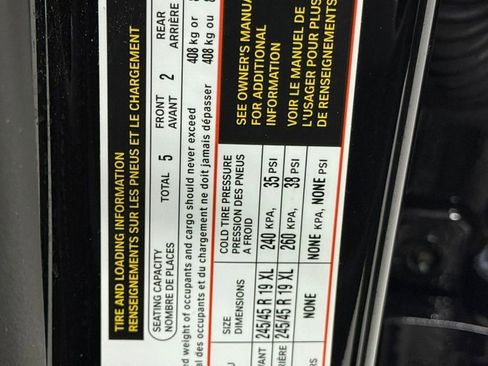 TIRE AND LOADING INFORMATION
RENSEIGNEMENTS SUR LES PNEUS ET LE CHARGEMENT
SEATING CAPACITY
NOMBRE DE PLACES
TOTAL 5
FRONT
AVANT 2
REAR
ARRIÈRE
weight of occupants and cargo should never exceed 408 kg or
des occupants et du chargement ne doit jamais dépasser 408 kg ou
SIZE
DIMENSIONS
COLD TIRE PRESSURE
PRESSION DES PNEUS
A FROID
245/45 R 19 XL 240 KPA, 35 PSI
245/45 R 19 XL 260 KPA, 38 PSI
NONE NONE KPA, NONE PSI
SEE OWNER'S MANUA
FOR ADDITIONAL
INFORMATION
VOIR LE MANUEL DE
L'USAGER POUR PLUS
DE RENSEIGNEMENTS